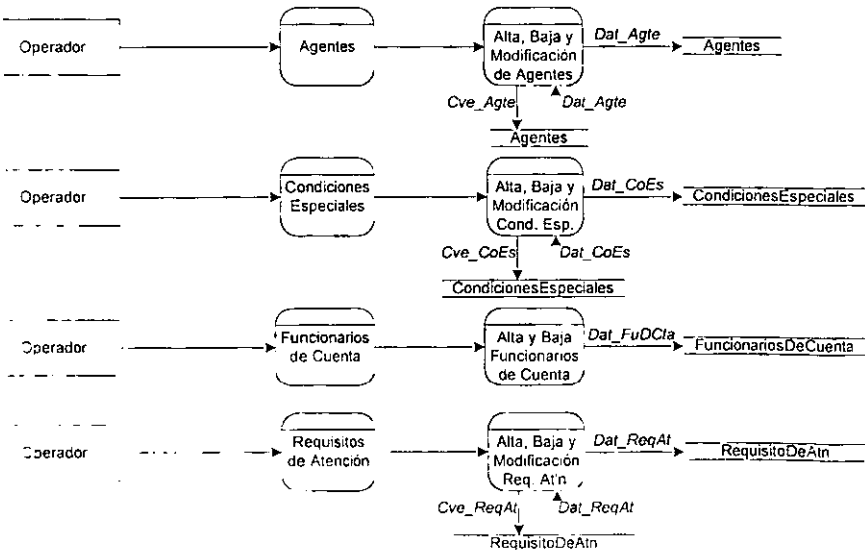 Operador
Agentes
Alta, Baja y
Modificación
de Agentes
Dat_Agte
Agentes
Cve_Agte
Dat_Agte
Agentes
Operador
Condiciones
Especiales
Alta, Baja y
Modificación
Cond. Esp.
Dat_CoEs
CondicionesEspeciales
Cve_CoEs
Dat_CoEs
CondicionesEspeciales
Operador
Funcionarios
de Cuenta
Alta y Baja
Funcionarios
de Cuenta
Dat_FuDCta
FuncionariosDeCuenta
Operador
Requisitos
de Atención
Alta, Baja y
Modificación
Req. At'n
Dat_ReqAt
RequisitoDeAtn
Cve_ReqAt
Dat_ReqAt
RequisitoDeAtn